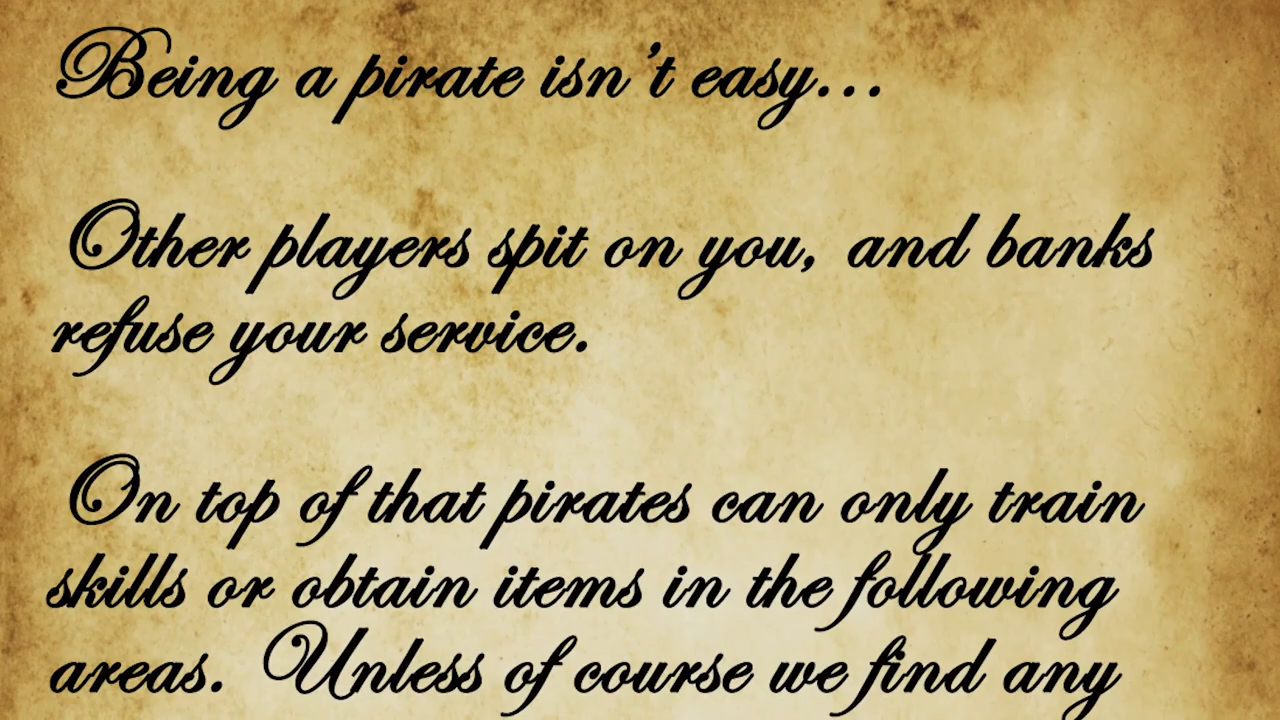 Being a pirate isn't easy...
Other players spit on you, and banks
refuse your service.
On top of that pirates can only train
skills or obtain items in the following
areas. Unless of course we find any